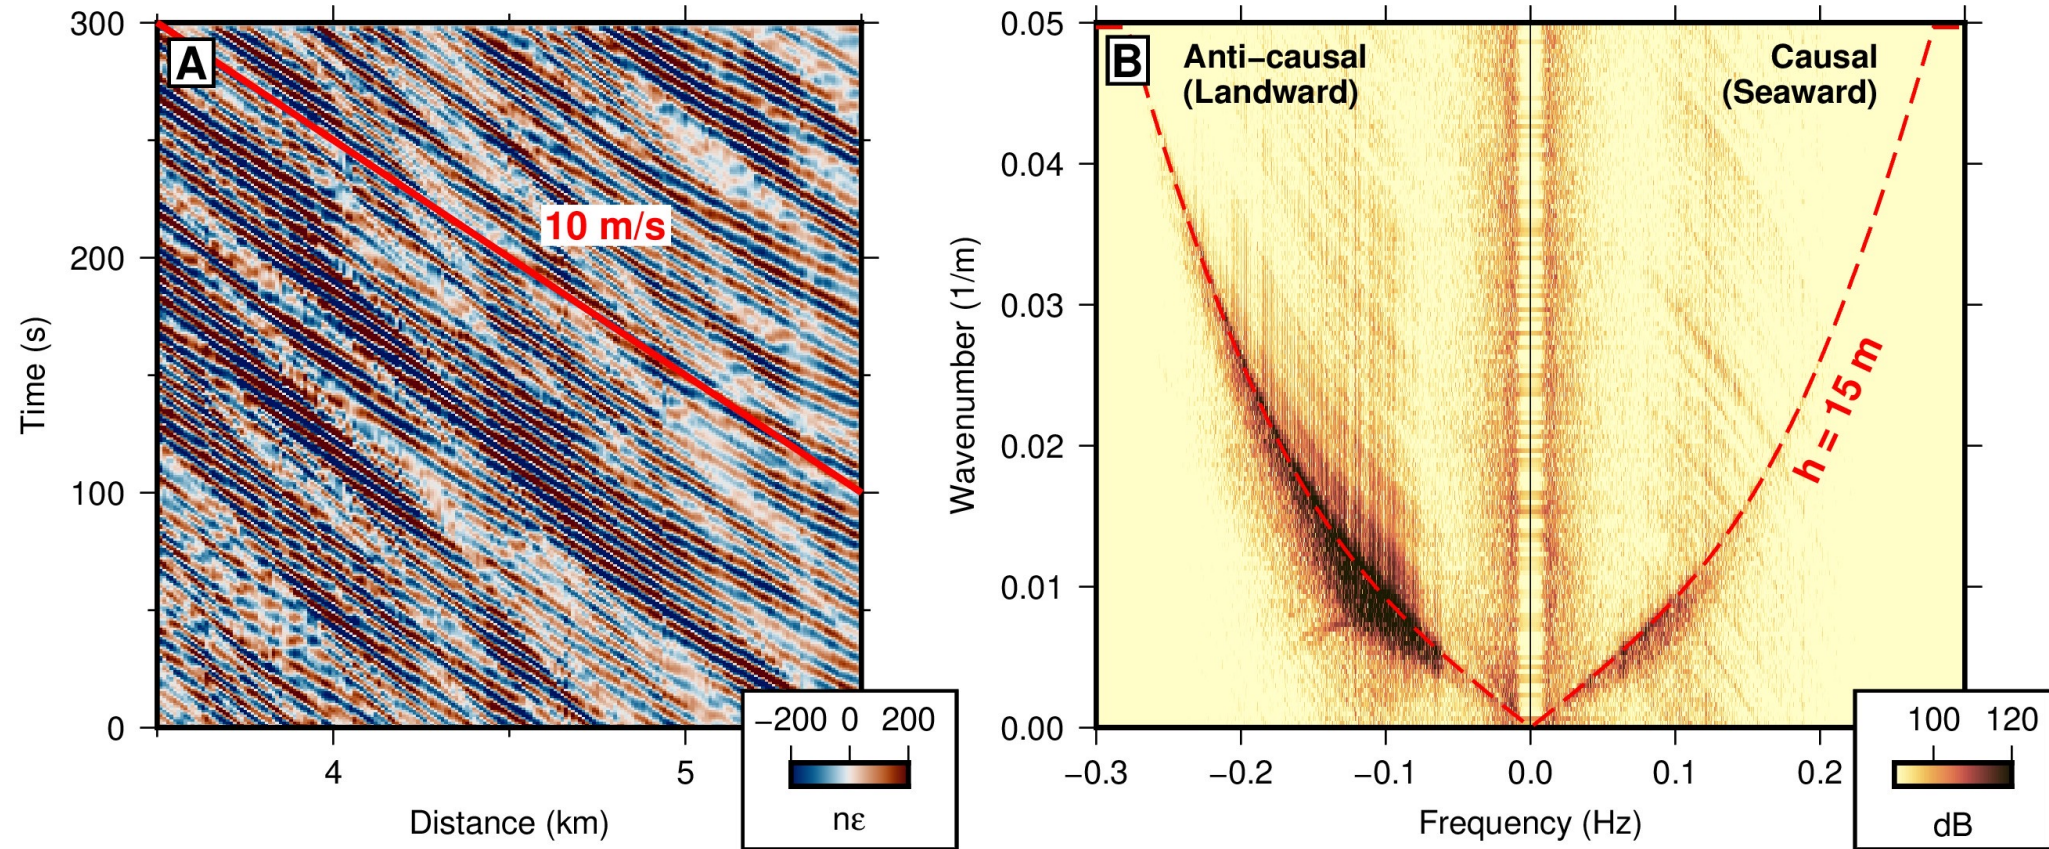 A
300
200
100
0
Time (s)
10 m/s
4
5
Distance (km)
−200 0 200
nε
B
Anti−causal
(Landward)
Causal
(Seaward)
0.05
0.04
0.03
0.02
0.01
0.00
Wavenumber (1/m)
h = 15 m
−0.3
−0.2
−0.1
0.0
0.1
0.2
Frequency (Hz)
100 120
dB